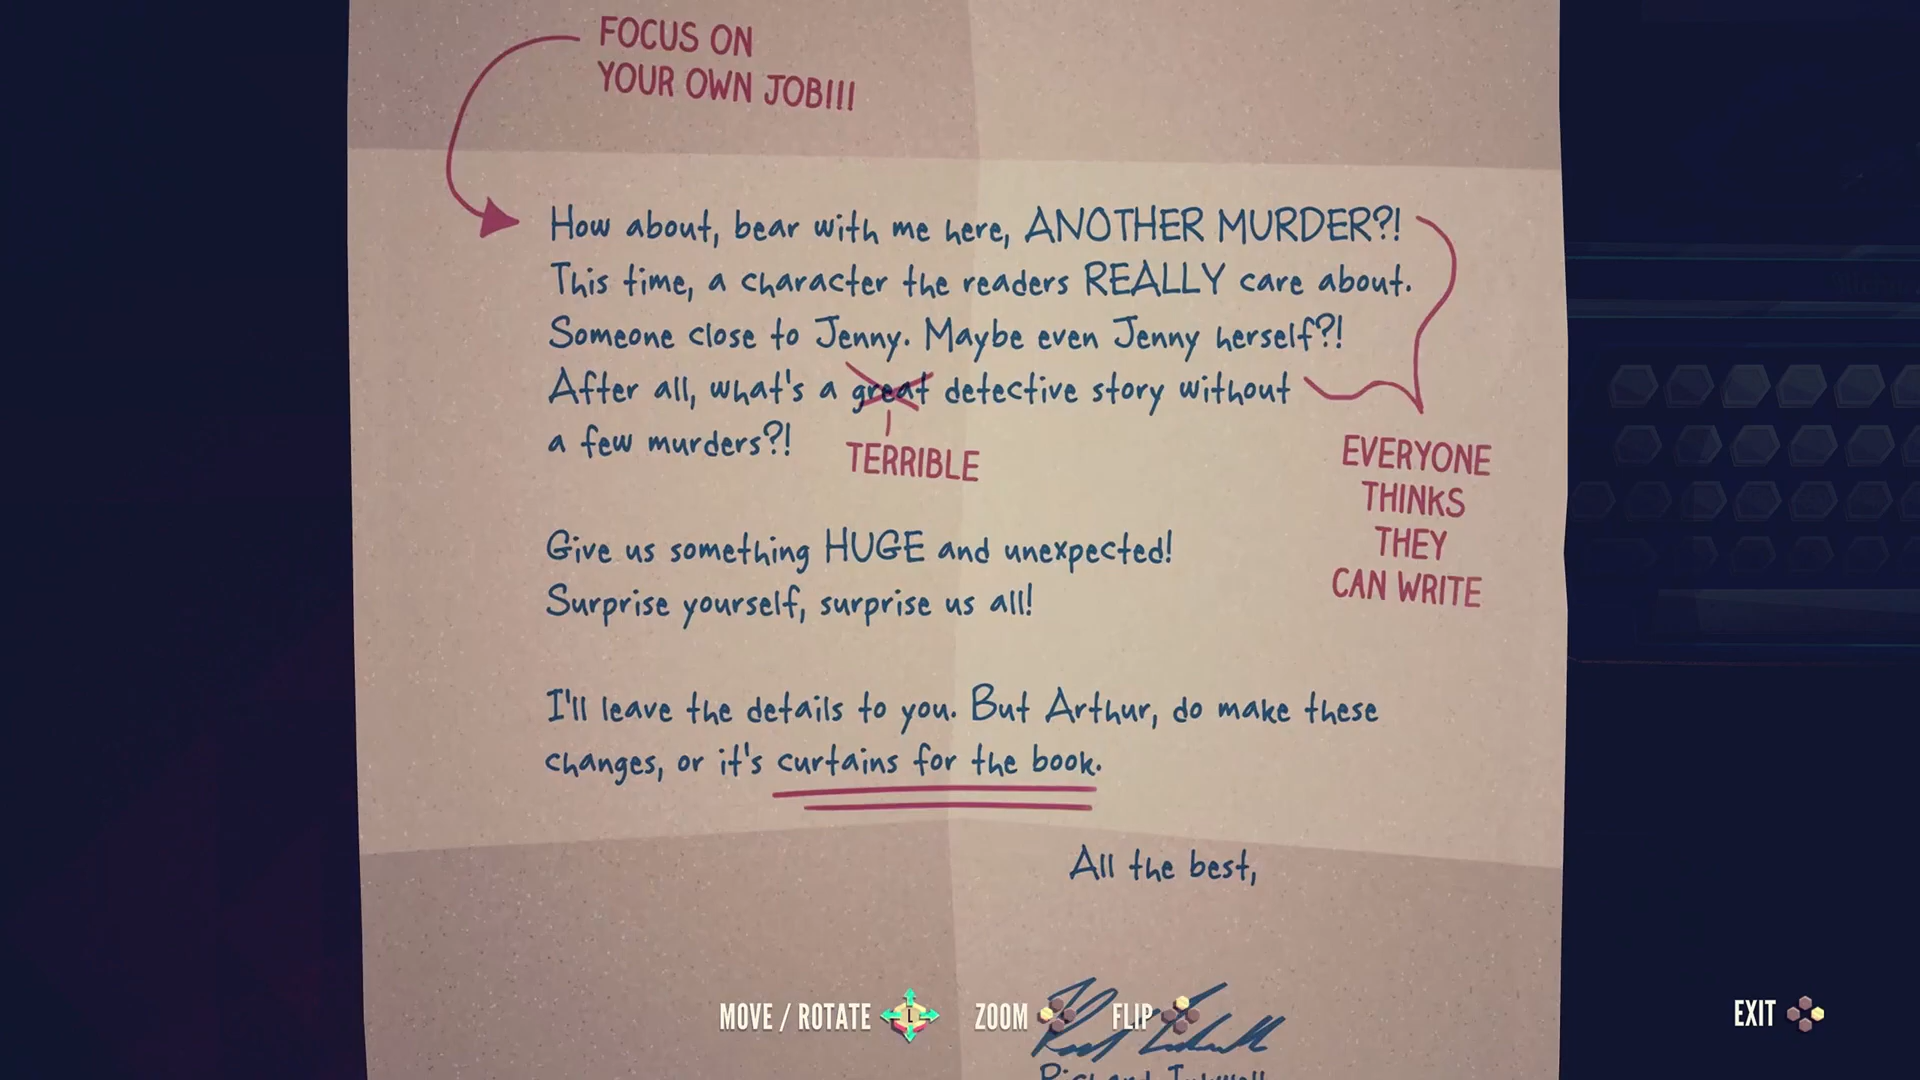 FOCUS ON
YOUR OWN JOB!!!
How about, bear with me here, ANOTHER MURDER?!
This time, a character the readers REALLY care about.
Someone close to Jenny. Maybe even Jenny herself?!
After all, what's a great detective story without
a few murders?!
TERRIBLE
EVERYONE
THINKS
THEY
CAN WRITE
Give us something HUGE and unexpected!
Surprise yourself, surprise us all!
I'll leave the details to you. But Arthur, do make these
changes, or it's curtains for the book.
All the best,
MOVE / ROTATE L ZOOM FLIP EXIT
Richard